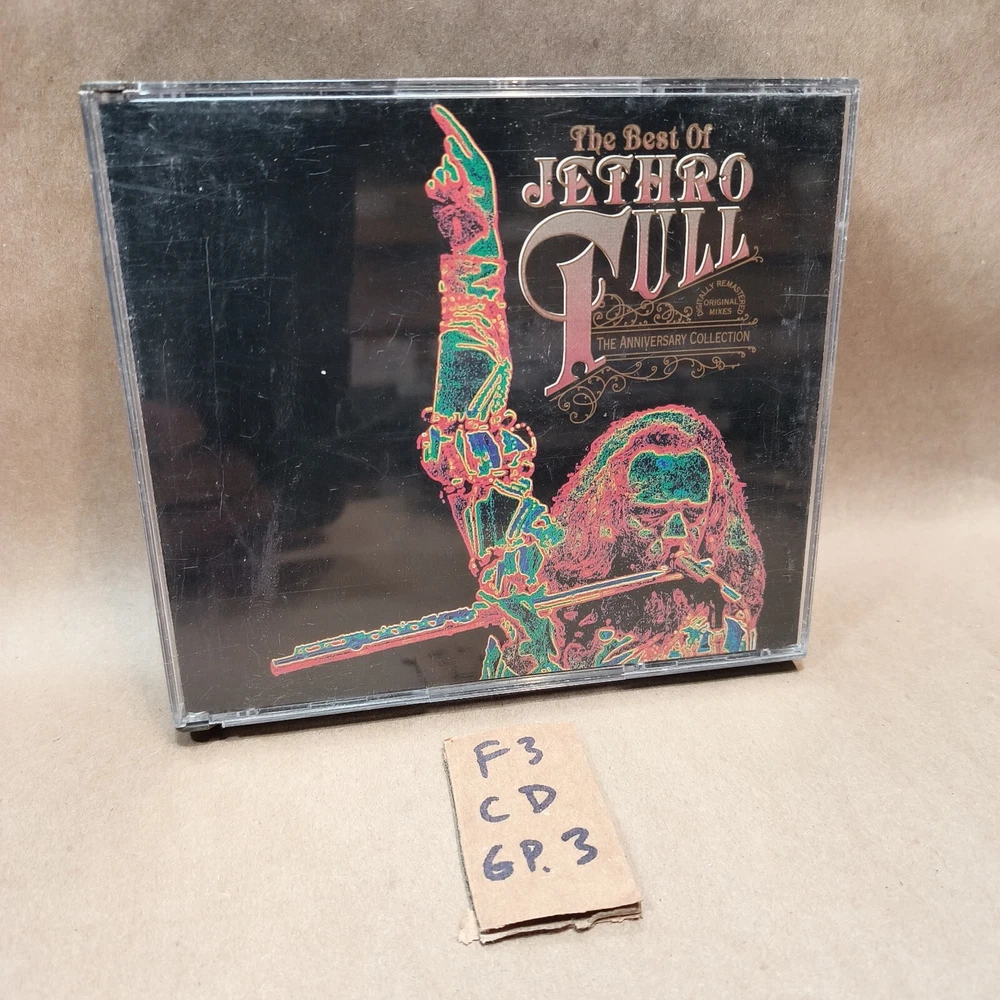 The Best Of
JETHRO
TULL
DIGITALLY REMASTERED
ORIGINAL
MIXES
THE ANNIVERSARY COLLECTION
F3
CD
GP. 3